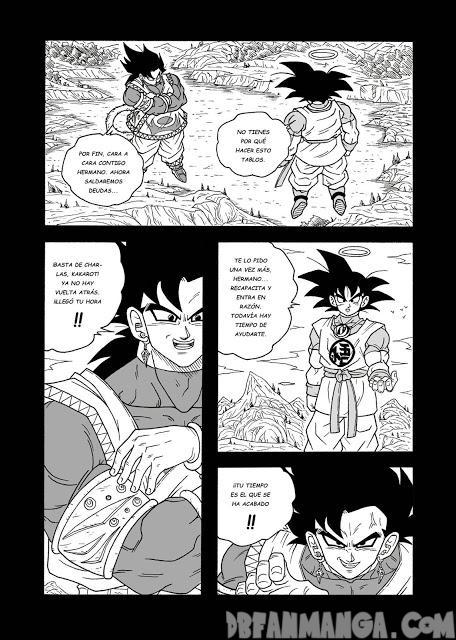 NO TIENES
POR QUÉ
HACER ESTO
TABLOS.
POR FIN, CARA A
CARA CONTIGO
HERMANO. AHORA
SALDAREMOS
DEUDAS...
BASTA DE CHAR-
LAS, KAKAROT!
YA NO HAY
VUELTA ATRÁS.
¡LLEGÓ TU HORA
!!
TE LO PIDO
UNA VEZ MÁS,
HERMANO...
RECAPACITA Y
ENTRA EN
RAZÓN.
TODAVÍA HAY
TIEMPO DE
AYUDARTE.
悟
¡¡TU TIEMPO
ES EL QUE SE
HA ACABADO
!!
DBFANMANGA.COM